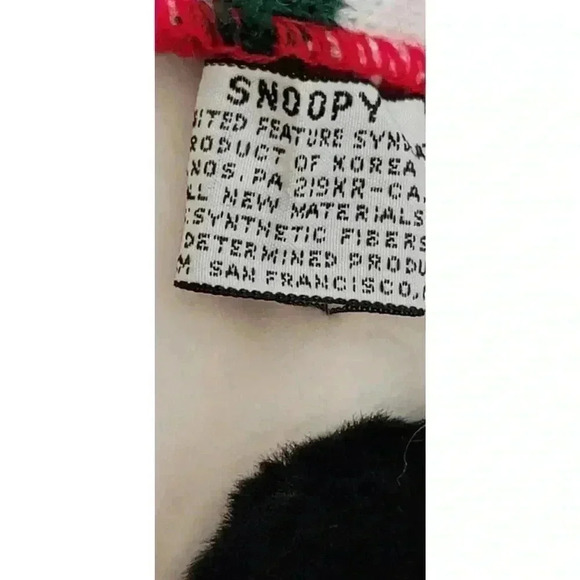 SNOOPY
ITED FEATURE SYNDI
RODUCT OF KOREA
NOS. PA 219KR-CA.
LL NEW MATERIALS
SYNTHETIC FIBERS
DETERMINED PRODU
M SAN FRANCISCO,